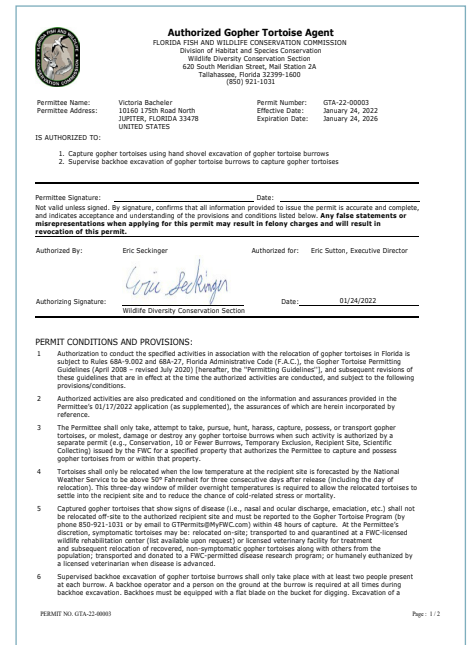 Authorized Gopher Tortoise Agent
FLORIDA FISH AND WILDLIFE CONSERVATION COMMISSION
Division of Habitat and Species Conservation
Wildlife Diversity Conservation Section
620 South Meridian Street, Mail Station 2A
Tallahassee, Florida 32399-1600
(850) 921-1031
Permittee Name: Victoria Bacheler Permit Number: GTA-22-00003
Permittee Address: 10160 175th Road North Effective Date: January 24, 2022
JUPITER, FLORIDA 33478 Expiration Date: January 24, 2026
UNITED STATES
IS AUTHORIZED TO:
1. Capture gopher tortoises using hand shovel excavation of gopher tortoise burrows
2. Supervise backhoe excavation of gopher tortoise burrows to capture gopher tortoises
Permittee Signature: Date:
Not valid unless signed. By signature, confirms that all information provided to issue the permit is accurate and complete,
and indicates acceptance and understanding of the provisions and conditions listed below. Any false statements or
misrepresentations when applying for this permit may result in felony charges and will result in
revocation of this permit.
Authorized By: Eric Seckinger Authorized for: Eric Sutton, Executive Director
Eric Seckinger
Authorizing Signature: Date: 01/24/2022
Wildlife Diversity Conservation Section
PERMIT CONDITIONS AND PROVISIONS:
1 Authorization to conduct the specified activities in association with the relocation of gopher tortoises in Florida is
subject to Rules 68A-9.002 and 68A-27, Florida Administrative Code (F.A.C.), the Gopher Tortoise Permitting
Guidelines (April 2008 – revised July 2020) [hereafter, the "Permitting Guidelines"], and subsequent revisions of
these guidelines that are in effect at the time the authorized activities are conducted, and subject to the following
provisions/conditions.
2 Authorized activities are also predicated and conditioned on the information and assurances provided in the
Permittee's 01/17/2022 application (as supplemented), the assurances of which are herein incorporated by
reference.
3 The Permittee shall only take, attempt to take, pursue, hunt, harass, capture, possess, or transport gopher
tortoises, or molest, damage or destroy any gopher tortoise burrows when such activity is authorized by a
separate permit (e.g., Conservation, 10 or Fewer Burrows, Temporary Exclusion, Recipient Site, Scientific
Collecting) issued by the FWC for a specified property that authorizes the Permittee to capture and possess
gopher tortoises from or within that property.
4 Tortoises shall only be relocated when the low temperature at the recipient site is forecasted by the National
Weather Service to be above 50° Fahrenheit for three consecutive days after release (including the day of
relocation). This three-day window of milder overnight temperatures is required to allow the relocated tortoises to
settle into the recipient site and to reduce the chance of cold-related stress or mortality.
5 Captured gopher tortoises that show signs of disease (i.e., nasal and ocular discharge, emaciation, etc.) shall not
be relocated off-site to the authorized recipient site and must be reported to the Gopher Tortoise Program (by
phone 850-921-1031 or by email to GTPermits@MyFWC.com) within 48 hours of capture. At the Permittee's
discretion, symptomatic tortoises may be: relocated on-site; transported to and quarantined at a FWC-licensed
wildlife rehabilitation center (list available upon request) or licensed veterinary facility for treatment
and subsequent relocation of recovered, non-symptomatic gopher tortoises along with others from the
population; transported and donated to a FWC-permitted disease research program; or humanely euthanized by
a licensed veterinarian when disease is advanced.
6 Supervised backhoe excavation of gopher tortoise burrows shall only take place with at least two people present
at each burrow. A backhoe operator and a person on the ground at the burrow is required at all times during
backhoe excavation. Backhoes must be equipped with a flat blade on the bucket for digging. Excavation of a
PERMIT NO. GTA-22-00003 Page : 1 / 2